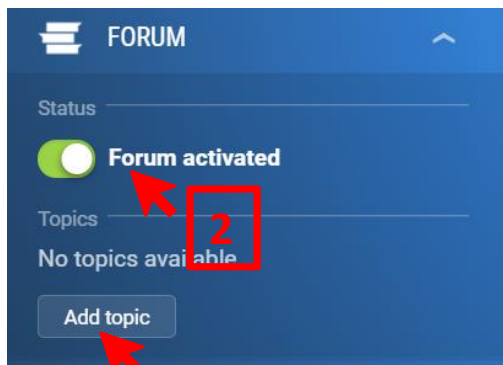 FORUM
Status
Forum activated
Topics
2
No topics available
Add topic